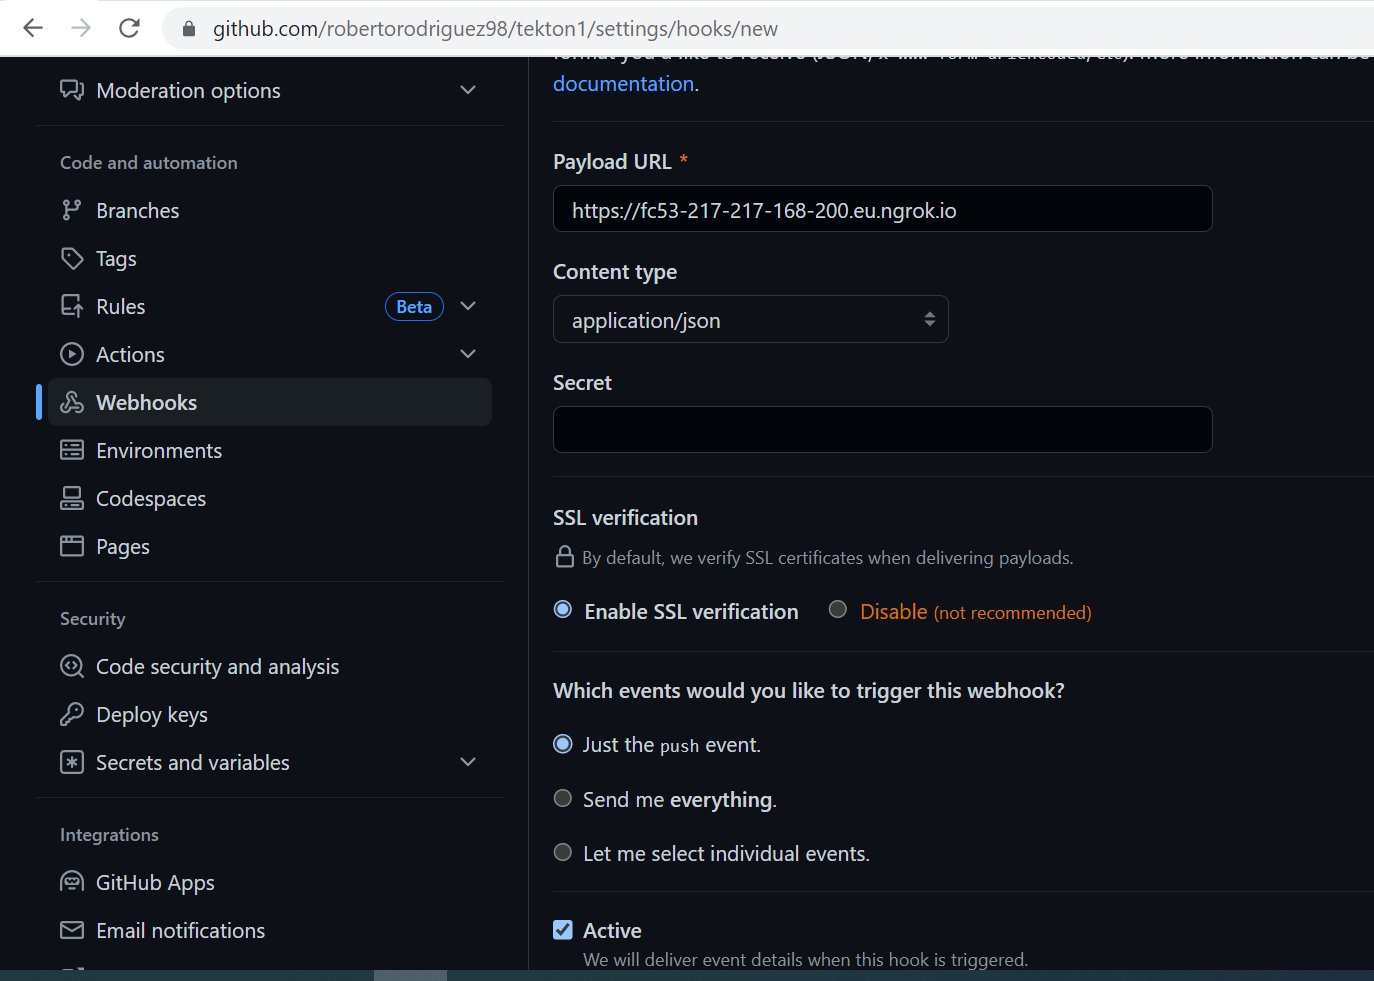 github.com/robertorodriguez98/tekton1/settings/hooks/new
Moderation options
Code and automation
Branches
Tags
Rules Beta
Actions
Webhooks
Environments
Codespaces
Pages
Security
Code security and analysis
Deploy keys
Secrets and variables
Integrations
GitHub Apps
Email notifications
documentation.
Payload URL *
https://fc53-217-217-168-200.eu.ngrok.io
Content type
application/json
Secret
SSL verification
By default, we verify SSL certificates when delivering payloads.
Enable SSL verification Disable (not recommended)
Which events would you like to trigger this webhook?
Just the push event.
Send me everything.
Let me select individual events.
Active
We will deliver event details when this hook is triggered.